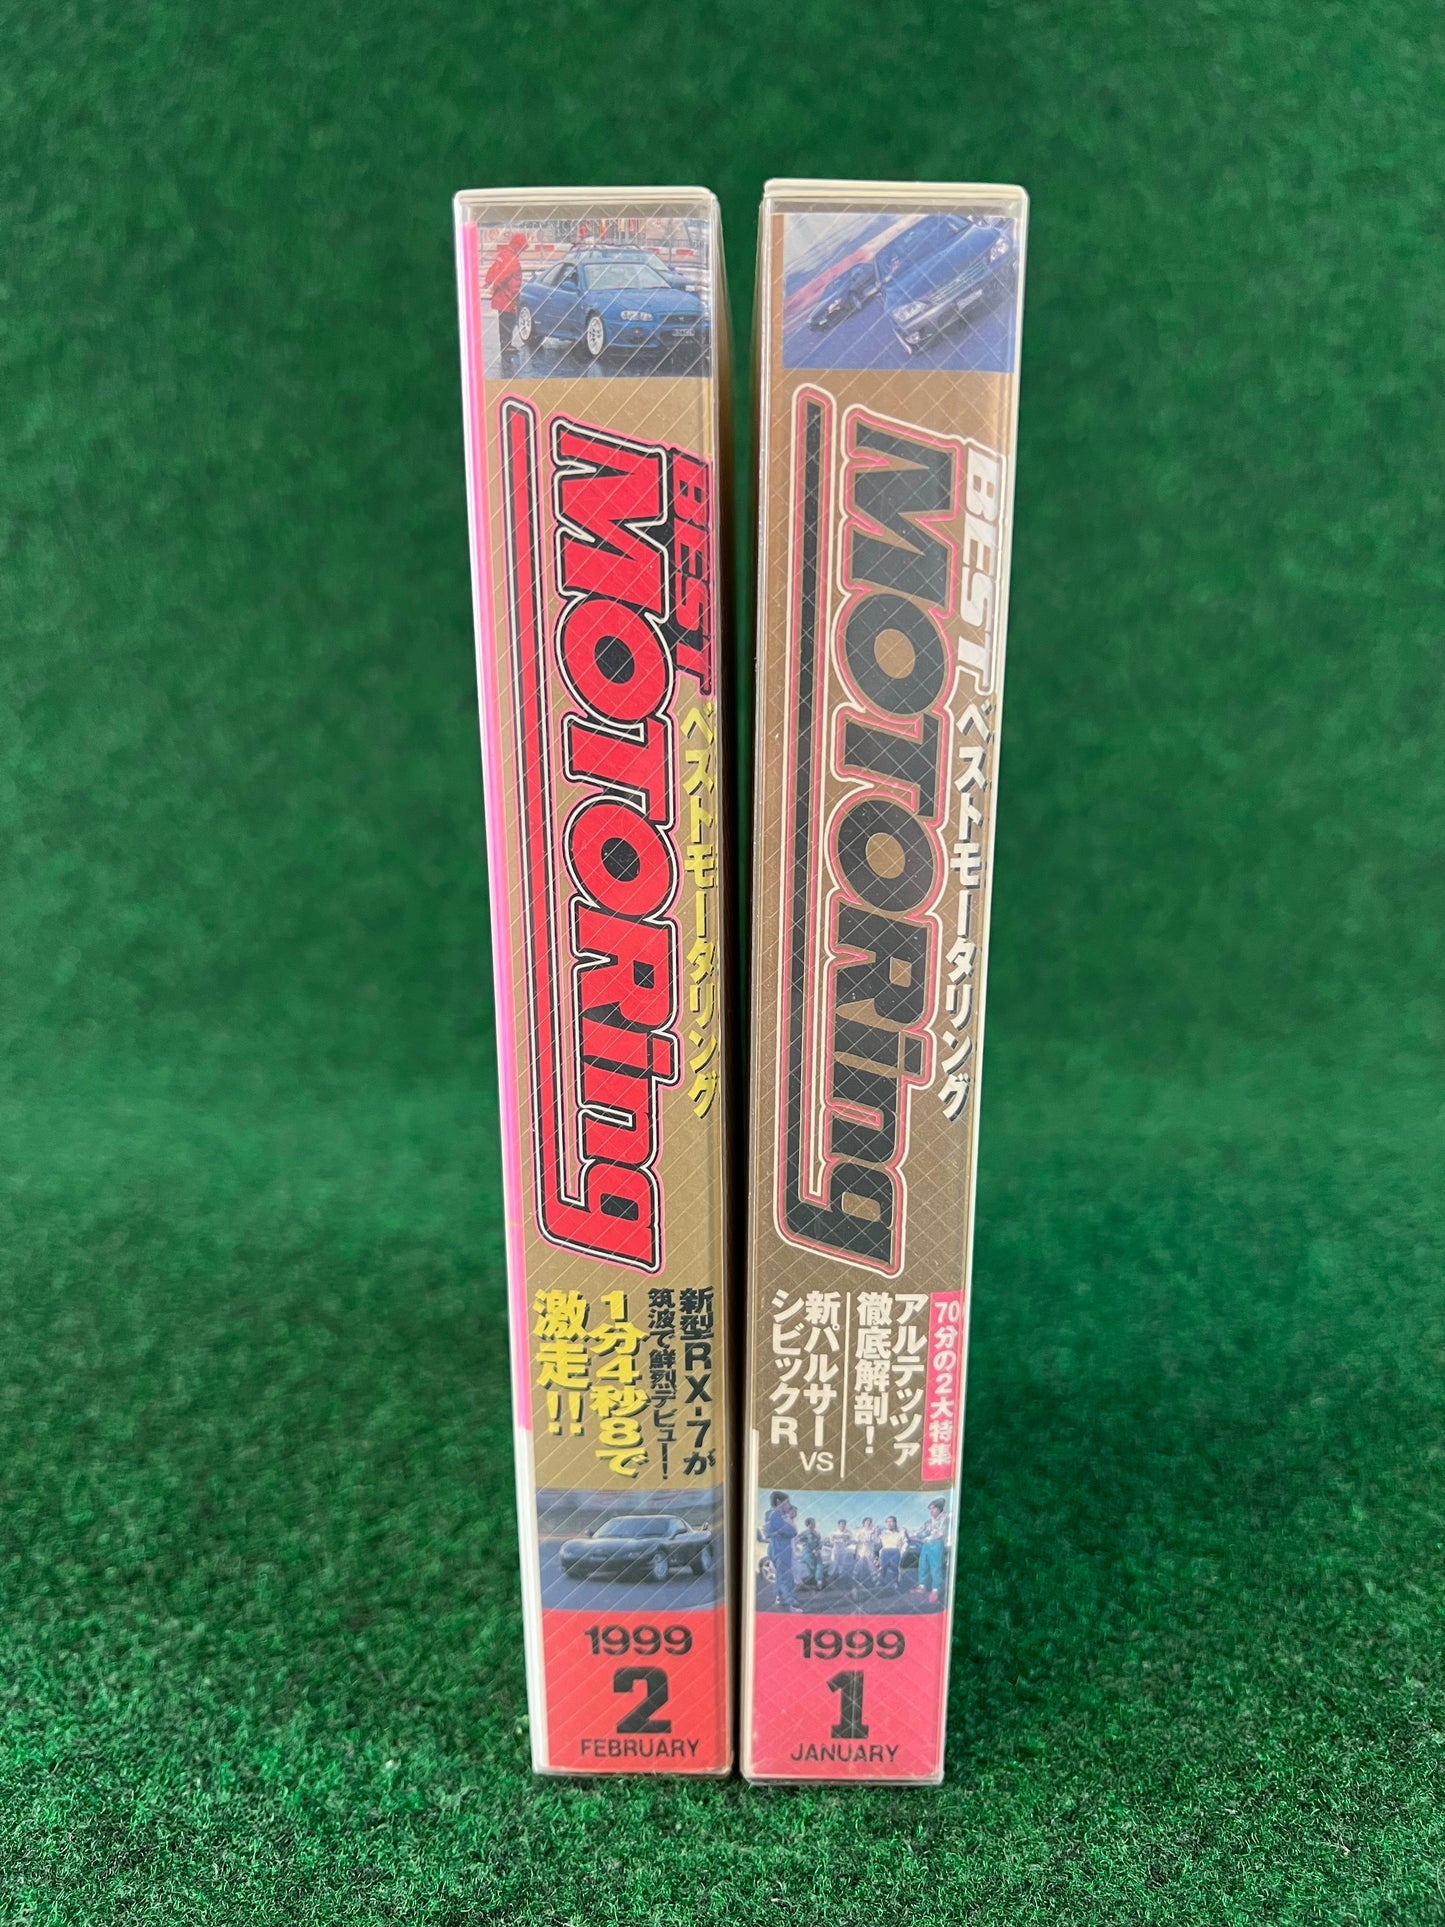 BEST
MOTORing
ベストモータリング
新型RX-7が
筑波で鮮烈デビュー!
1分4秒8で
激走!!
1999
2
FEBRUARY
BEST
MOTORing
ベストモータリング
70分の2大特集
アルテッツァ
徹底解剖!
新パルサー VS
シビックR
1999
1
JANUARY